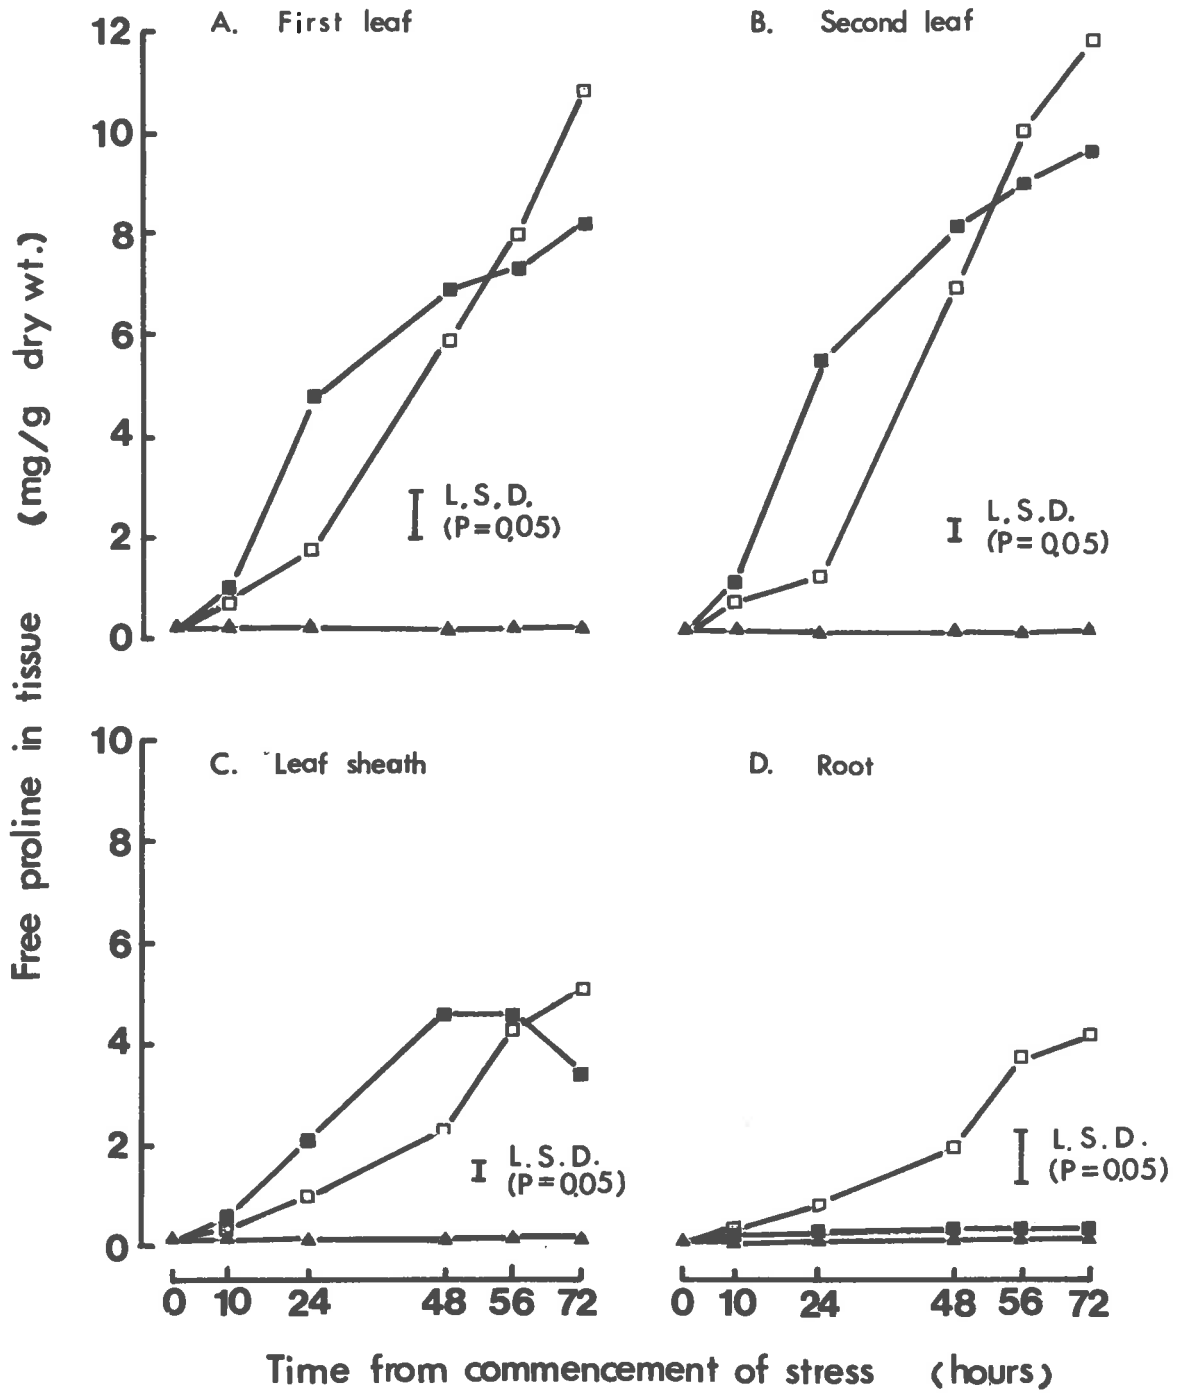 A. First leaf
B. Second leaf
12
10
8
6
4
2
0
L.S.D.
(P=0.05)
L.S.D.
(P=0.05)
Free proline in tissue (mg/g dry wt.)
C. Leaf sheath
D. Root
10
8
6
4
2
0
L.S.D.
(P=0.05)
L.S.D.
(P=0.05)
0 10 24 48 56 72
0 10 24 48 56 72
Time from commencement of stress (hours)